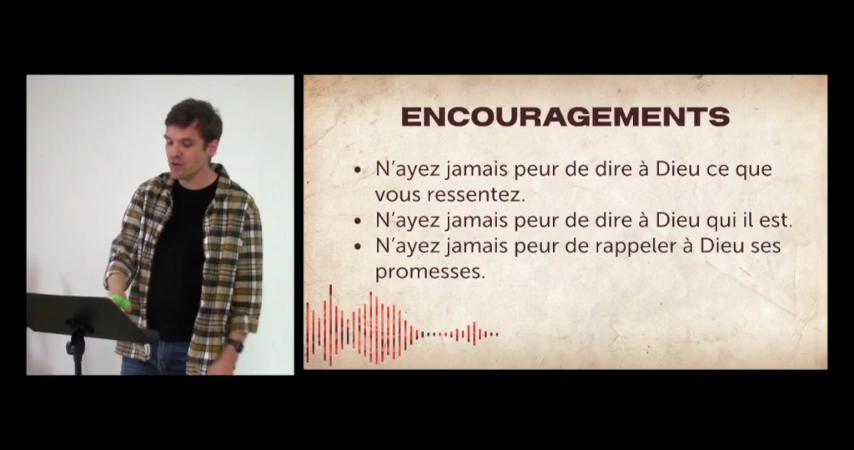 ENCOURAGEMENTS
• N’ayez jamais peur de dire à Dieu ce que
vous ressentez.
• N’ayez jamais peur de dire à Dieu qui il est.
• N’ayez jamais peur de rappeler à Dieu ses
promesses.